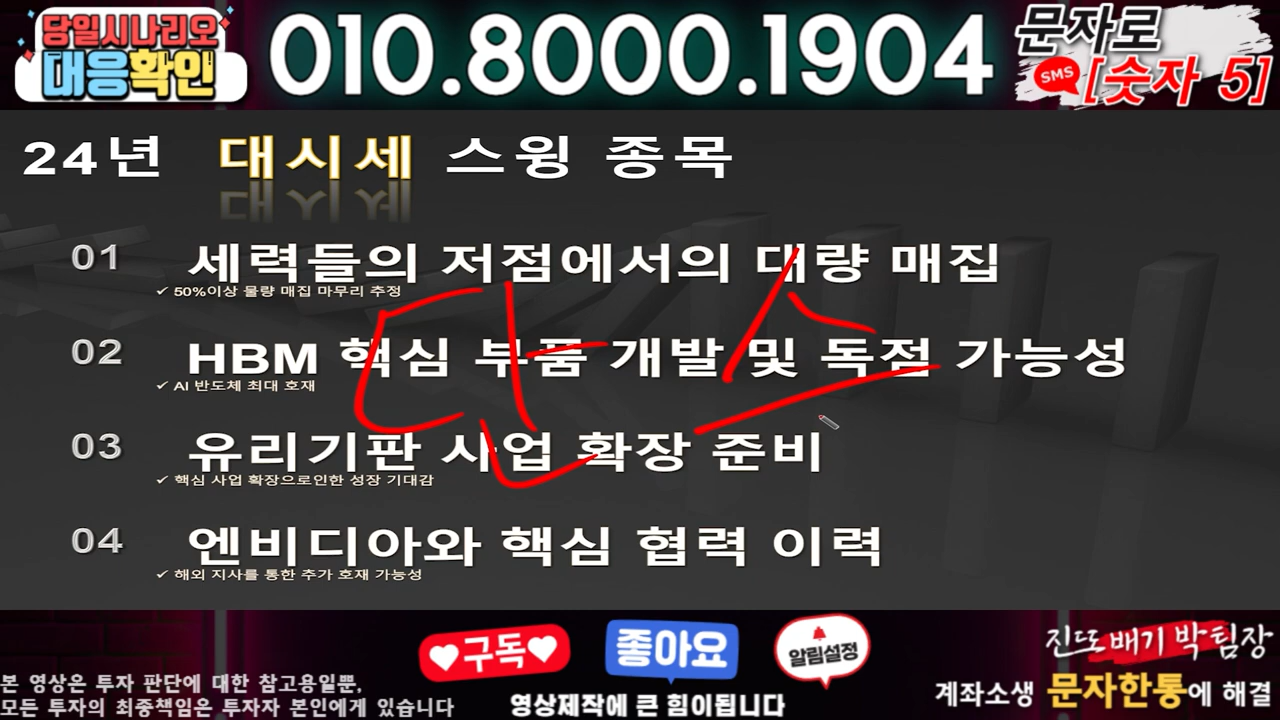 당일시나리오
대응확인
010.8000.1904
문자로
SMS [숫자 5]
24년 대시세 스윙 종목
01 세력들의 저점에서의 대량 매집
✓ 50%이상 물량 매집 마무리 추정
02 HBM 핵심 부품 개발 및 독점 가능성
✓ AI 반도체 최대 호재
단스
03 유리기판 사업 확장 준비
✓ 핵심 사업 확장으로인한 성장 기대감
04 엔비디아와 핵심 협력 이력
✓ 해외 지사를 통한 추가 호재 가능성
구독
좋아요
알림설정
진또배기 박팀장
본 영상은 투자 판단에 대한 참고용일뿐,
모든 투자의 최종책임은 투자자 본인에게 있습니다
영상제작에 큰 힘이됩니다
계좌소생 문자한통에 해결